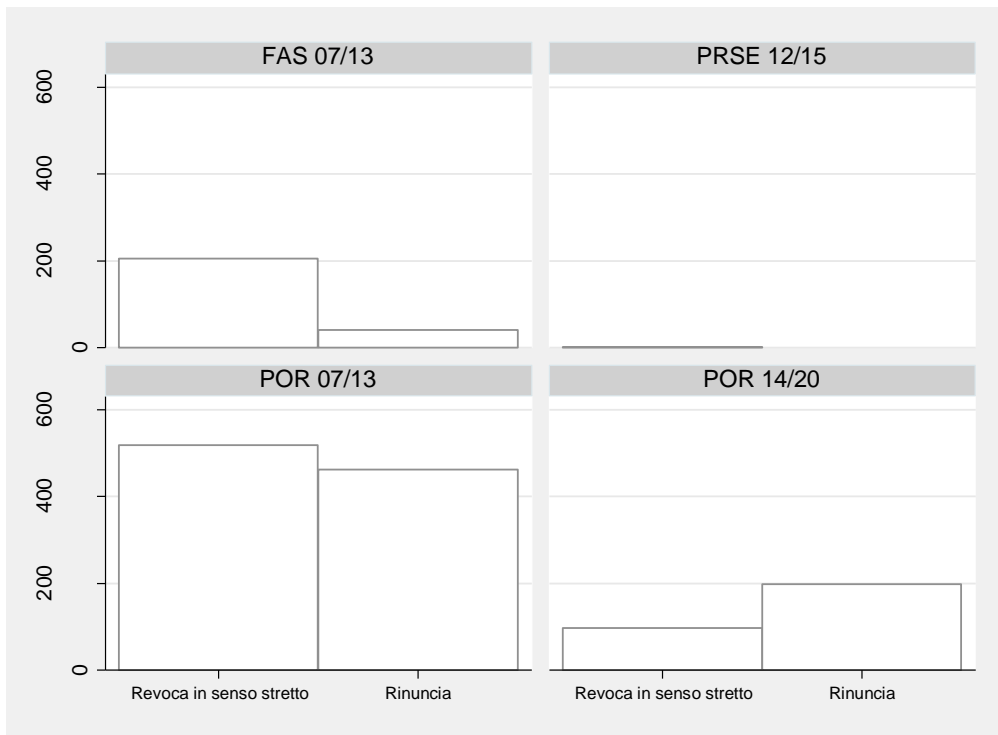 FAS 07/13
PRSE 12/15
600
400
200
0
POR 07/13
POR 14/20
600
400
200
0
Revoca in senso stretto
Rinuncia
Revoca in senso stretto
Rinuncia